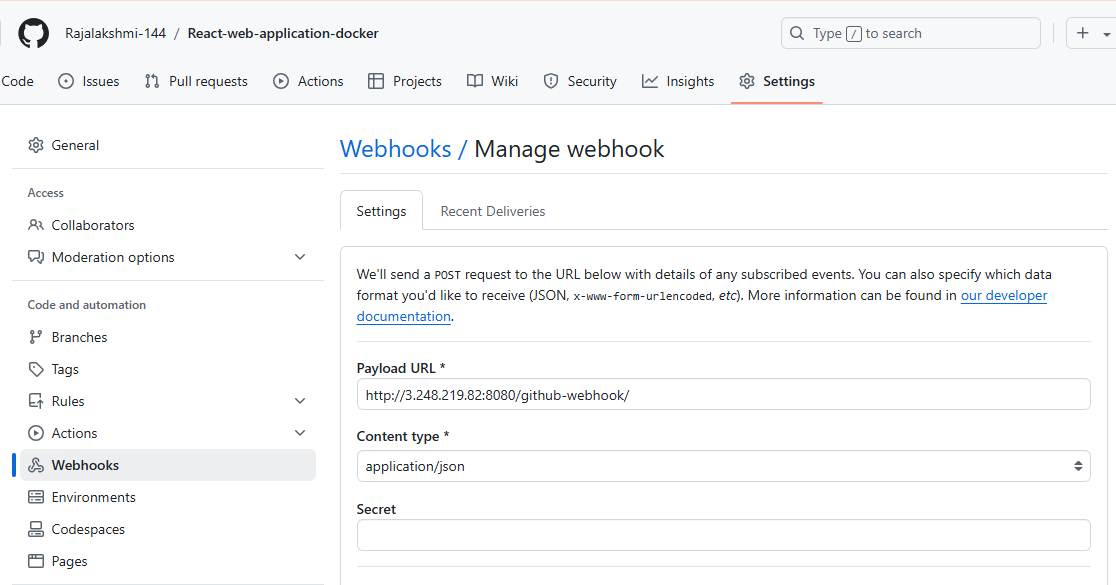 Rajalakshmi-144 / React-web-application-docker
Type / to search
Code Issues Pull requests Actions Projects Wiki Security Insights Settings
General
Access
Collaborators
Moderation options
Code and automation
Branches
Tags
Rules
Actions
Webhooks
Environments
Codespaces
Pages
Webhooks / Manage webhook
Settings Recent Deliveries
We'll send a POST request to the URL below with details of any subscribed events. You can also specify which data
format you'd like to receive (JSON, x-www-form-urlencoded, etc). More information can be found in our developer
documentation.
Payload URL *
http://3.248.219.82:8080/github-webhook/
Content type *
application/json
Secret